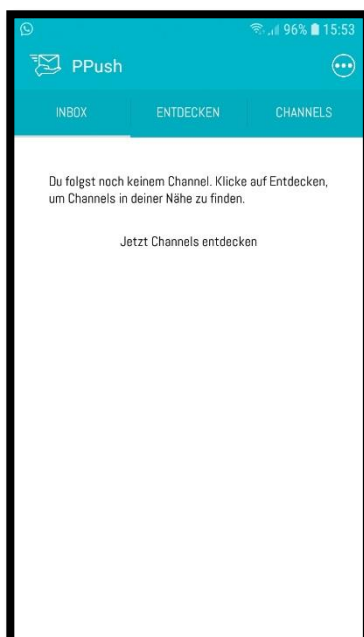 96% 15:53
PPush
INBOX ENTDECKEN CHANNELS
Du folgst noch keinem Channel. Klicke auf Entdecken,
um Channels in deiner Nähe zu finden.
Jetzt Channels entdecken